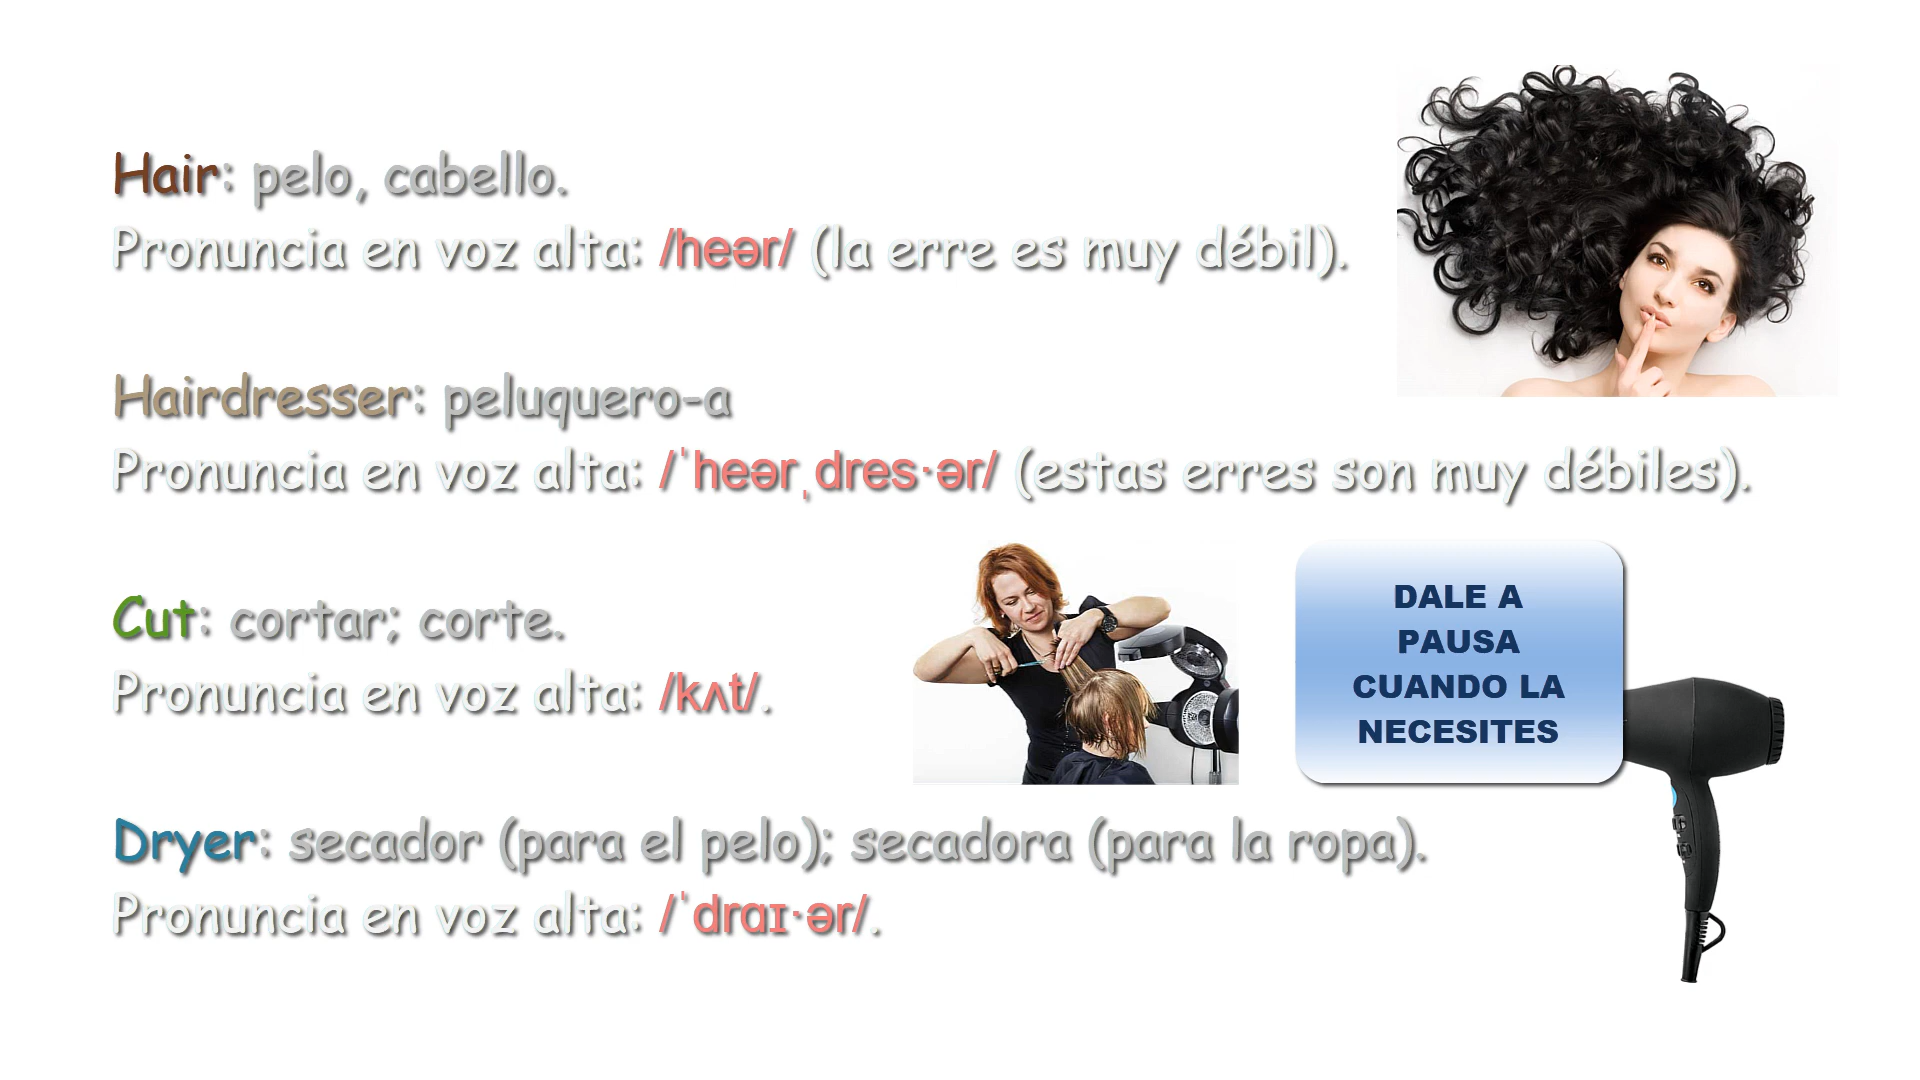 Hair: pelo, cabello.
Pronuncia en voz alta: /heər/ (la erre es muy débil).
Hairdresser: peluquero-a
Pronuncia en voz alta: /ˈheərˌdres·ər/ (estas erres son muy débiles).
Cut: cortar; corte.
Pronuncia en voz alta: /kʌt/.
DALE A
PAUSA
CUANDO LA
NECESITES
Dryer: secador (para el pelo); secadora (para la ropa).
Pronuncia en voz alta: /ˈdrɑɪ·ər/.